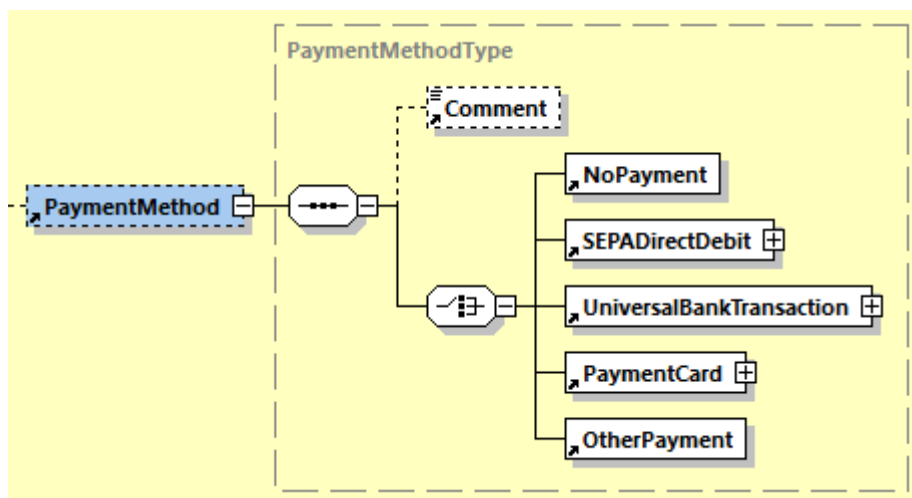 PaymentMethodType
Comment
NoPayment
PaymentMethod
SEPADirectDebit
UniversalBankTransaction
PaymentCard
OtherPayment